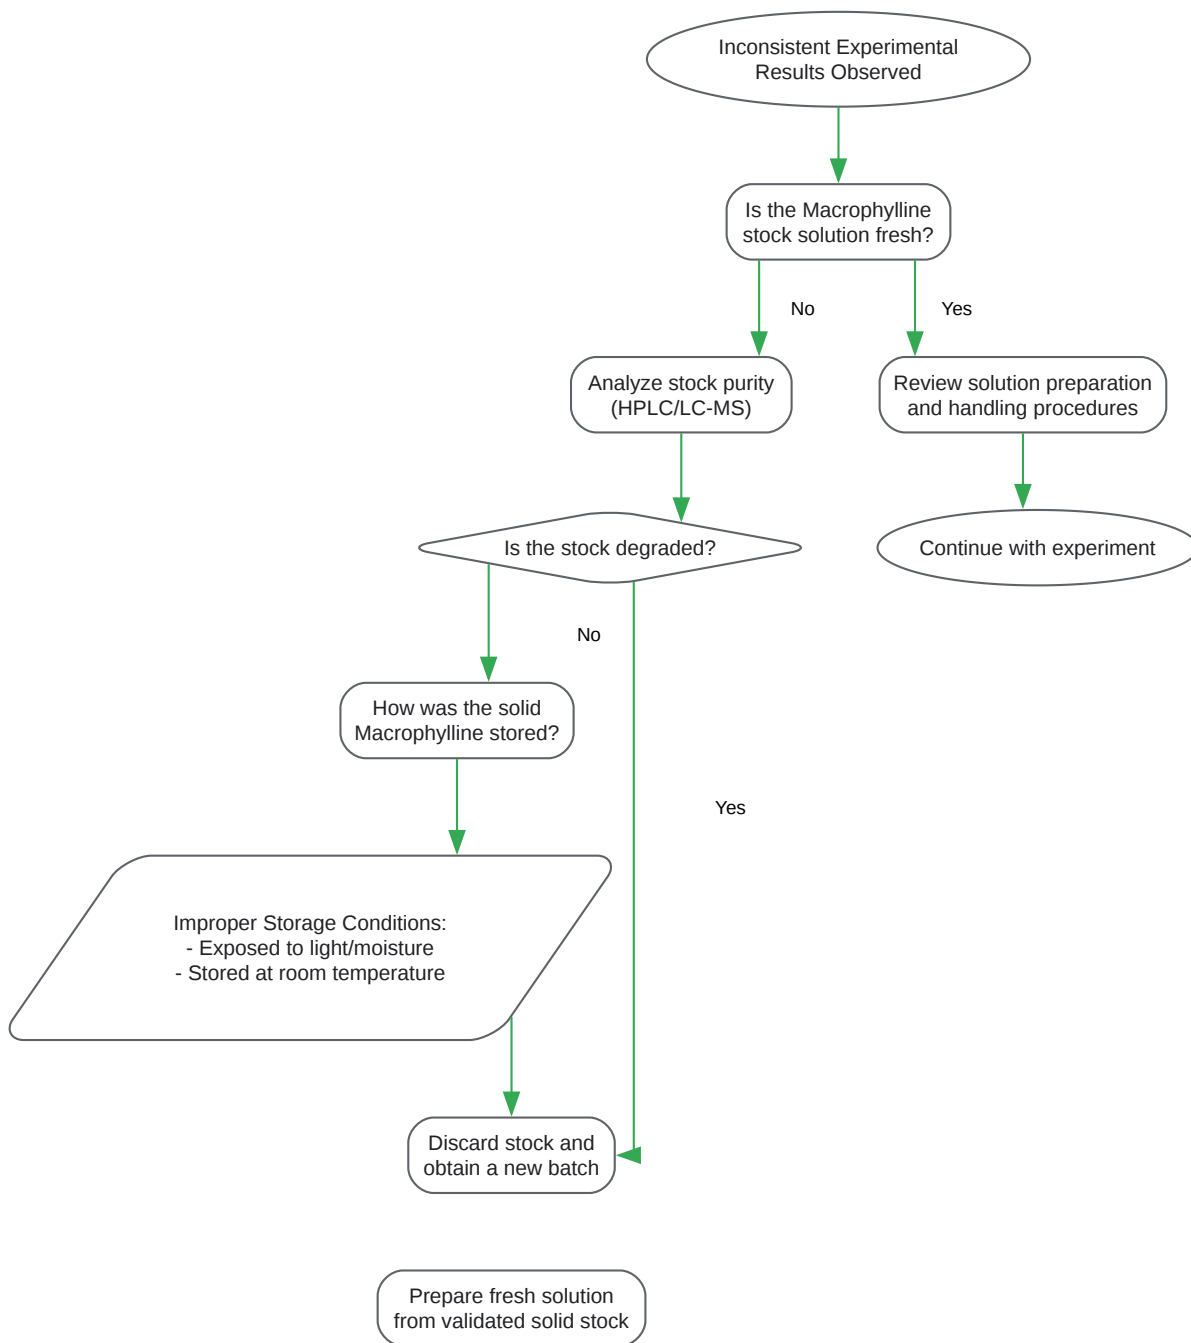 Inconsistent Experimental
Results Observed
Is the Macrophylline
stock solution fresh?
No
Yes
Analyze stock purity
(HPLC/LC-MS)
Review solution preparation
and handling procedures
Is the stock degraded?
Continue with experiment
No
How was the solid
Macrophylline stored?
Yes
Improper Storage Conditions:
- Exposed to light/moisture
- Stored at room temperature
Discard stock and
obtain a new batch
Prepare fresh solution
from validated solid stock